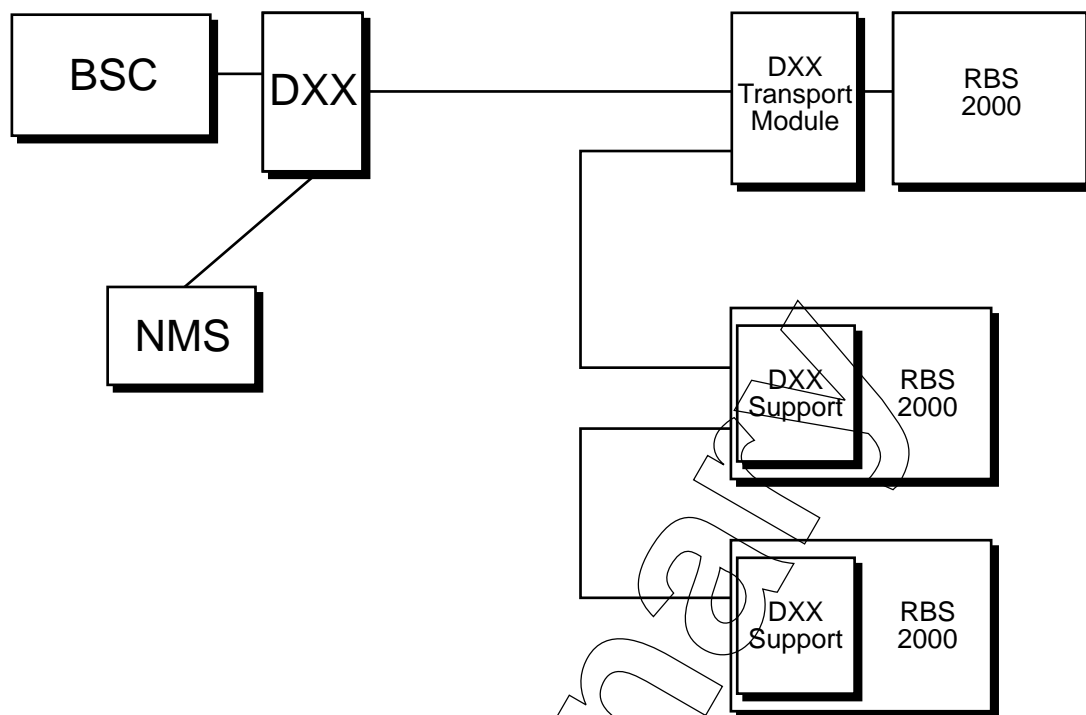 BSC
DXX
DXX
Transport
Module
RBS
2000
NMS
DXX
Support
RBS
2000
DXX
Support
RBS
2000